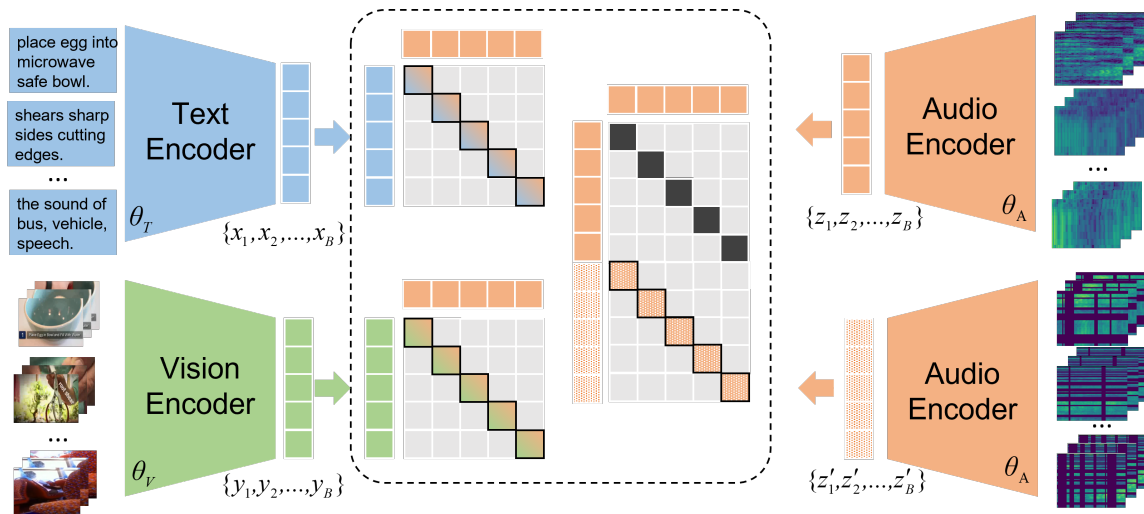 place egg into
microwave
safe bowl.
shears sharp
sides cutting
edges.
...
the sound of
bus, vehicle,
speech.
Text
Encoder
θ_T
{x_1,x_2,...,x_B}
Vision
Encoder
θ_V
{y_1,y_2,...,y_B}
...
Audio
Encoder
θ_A
{z_1,z_2,...,z_B}
...
Audio
Encoder
θ_A
{z′_1,z′_2,...,z′_B}
...